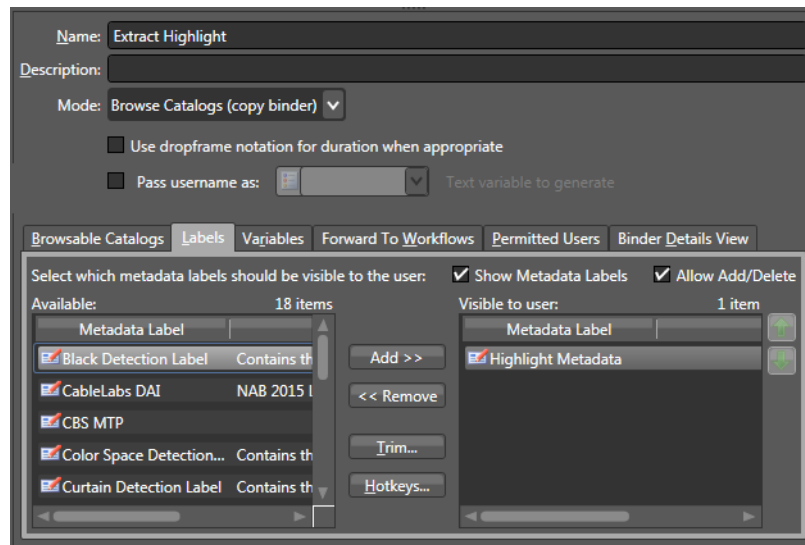 Name: Extract Highlight
Description:
Mode: Browse Catalogs (copy binder)
Use dropframe notation for duration when appropriate
Pass username as: Text variable to generate
Browsable Catalogs Labels Variables Forward To Workflows Permitted Users Binder Details View
Select which metadata labels should be visible to the user: Show Metadata Labels Allow Add/Delete
Available: 18 items Visible to user: 1 item
Metadata Label Metadata Label
Black Detection Label Contains th Add >> Highlight Metadata
CableLabs DAI NAB 2015 << Remove
CBS MTP
Color Space Detection... Contains th Trim...
Curtain Detection Label Contains th Hotkeys...